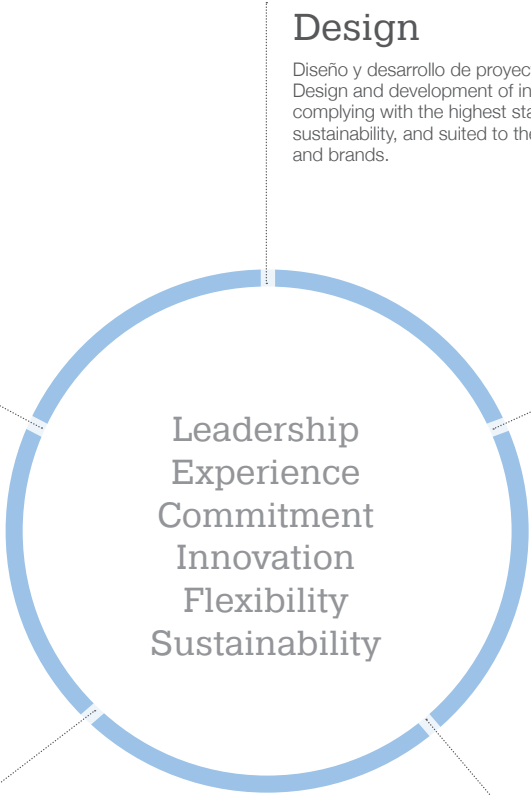 Design
Diseño y desarrollo de proyec
Design and development of in
complying with the highest sta
sustainability, and suited to the
and brands.
Leadership
Experience
Commitment
Innovation
Flexibility
Sustainability